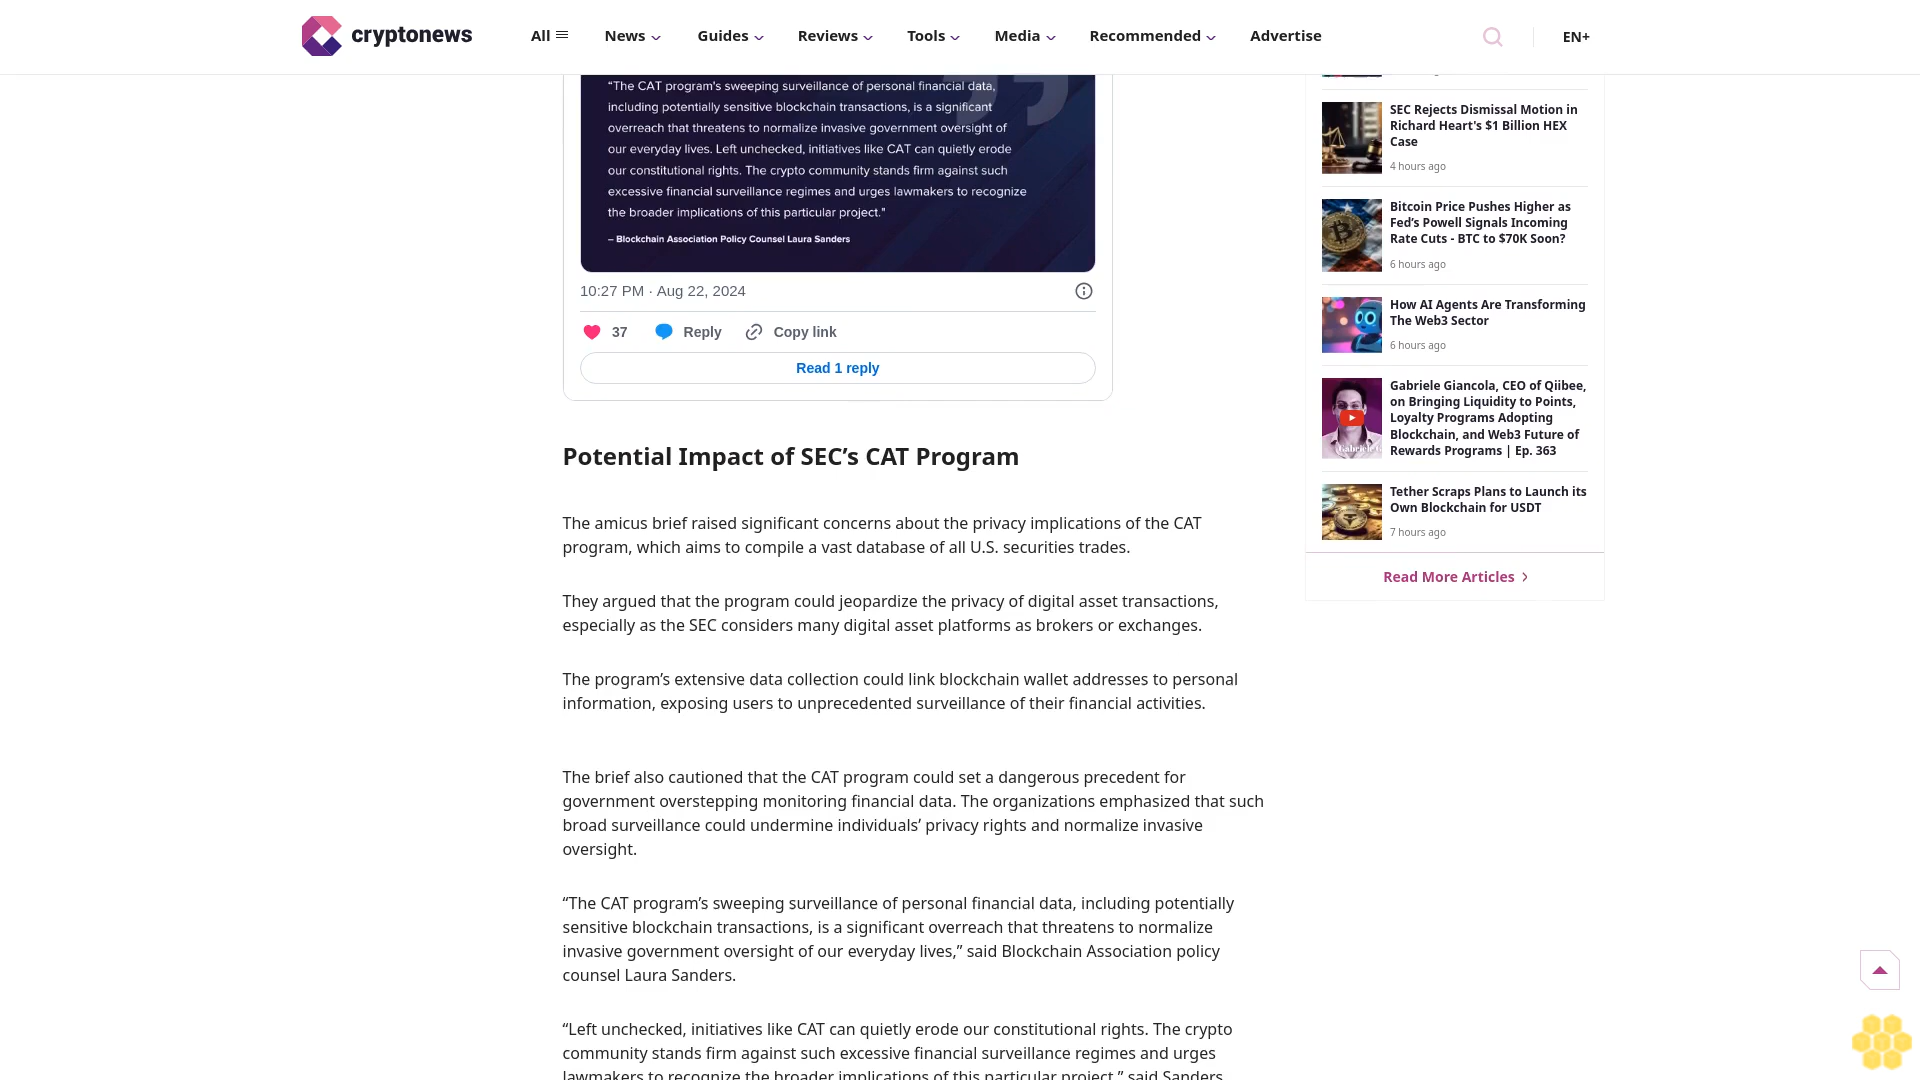 cryptonews
All
News
Guides
Reviews
Tools
Media
Recommended
Advertise
EN+
“The CAT program's sweeping surveillance of personal financial data,
including potentially sensitive blockchain transactions, is a significant
overreach that threatens to normalize invasive government oversight of
our everyday lives. Left unchecked, initiatives like CAT can quietly erode
our constitutional rights. The crypto community stands firm against such
excessive financial surveillance regimes and urges lawmakers to recognize
the broader implications of this particular project."
– Blockchain Association Policy Counsel Laura Sanders
10:27 PM · Aug 22, 2024
37
Reply
Copy link
Read 1 reply
Potential Impact of SEC’s CAT Program
The amicus brief raised significant concerns about the privacy implications of the CAT
program, which aims to compile a vast database of all U.S. securities trades.
They argued that the program could jeopardize the privacy of digital asset transactions,
especially as the SEC considers many digital asset platforms as brokers or exchanges.
The program’s extensive data collection could link blockchain wallet addresses to personal
information, exposing users to unprecedented surveillance of their financial activities.
The brief also cautioned that the CAT program could set a dangerous precedent for
government overstepping monitoring financial data. The organizations emphasized that such
broad surveillance could undermine individuals’ privacy rights and normalize invasive
oversight.
“The CAT program’s sweeping surveillance of personal financial data, including potentially
sensitive blockchain transactions, is a significant overreach that threatens to normalize
invasive government oversight of our everyday lives,” said Blockchain Association policy
counsel Laura Sanders.
“Left unchecked, initiatives like CAT can quietly erode our constitutional rights. The crypto
community stands firm against such excessive financial surveillance regimes and urges
lawmakers to recognize the broader implications of this particular project,” said Sanders.
SEC Rejects Dismissal Motion in
Richard Heart's $1 Billion HEX
Case
4 hours ago
Bitcoin Price Pushes Higher as
Fed’s Powell Signals Incoming
Rate Cuts - BTC to $70K Soon?
6 hours ago
How AI Agents Are Transforming
The Web3 Sector
6 hours ago
Gabriele Giancola, CEO of Qiibee,
on Bringing Liquidity to Points,
Loyalty Programs Adopting
Blockchain, and Web3 Future of
Rewards Programs | Ep. 363
Tether Scraps Plans to Launch its
Own Blockchain for USDT
7 hours ago
Read More Articles